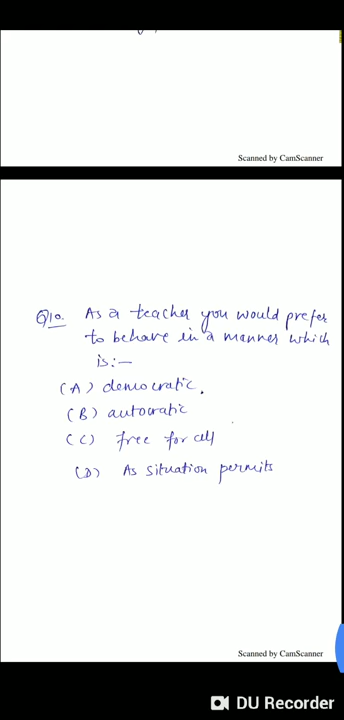 Scanned by CamScanner
Q10. As a teacher you would prefer
to behave in a manner which
is:-
(A) democratic.
(B) autocratic
(C) free for all
(D) As situation permits
Scanned by CamScanner
DU Recorder